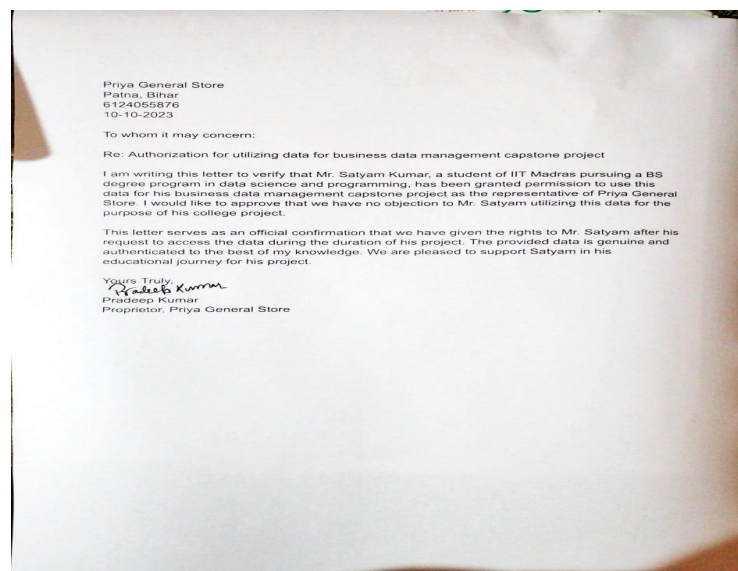 Priya General Store
Patna, Bihar
6124055876
10-10-2023
To whom it may concern:
Re: Authorization for utilizing data for business data management capstone project
I am writing this letter to verify that Mr. Satyam Kumar, a student of IIT Madras pursuing a BS
degree program in data science and programming, has been granted permission to use this
data for his business data management capstone project as the representative of Priya General
Store. I would like to approve that we have no objection to Mr. Satyam utilizing this data for the
purpose of his college project.
This letter serves as an official confirmation that we have given the rights to Mr. Satyam after his
request to access the data during the duration of his project. The provided data is genuine and
authenticated to the best of my knowledge. We are pleased to support Satyam in his
educational journey for his project.
Yours Truly,
Pradeep Kumar
Pradeep Kumar
Proprietor, Priya General Store